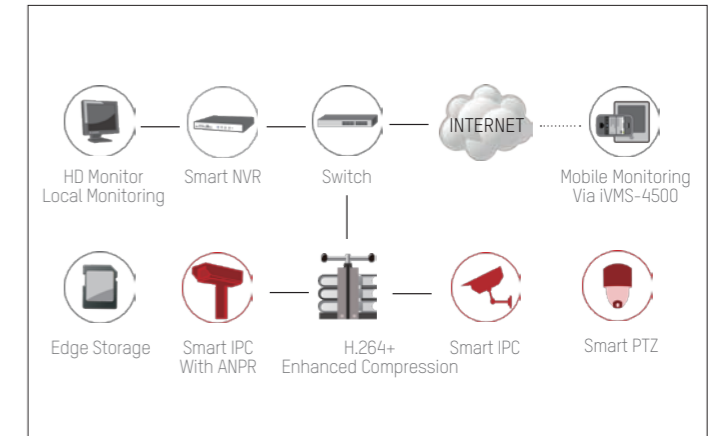 INTERNET
HD Monitor
Local Monitoring
Smart NVR
Switch
Mobile Monitoring
Via iVMS-4500
Edge Storage
Smart IPC
With ANPR
H.264+
Enhanced Compression
Smart IPC
Smart PTZ